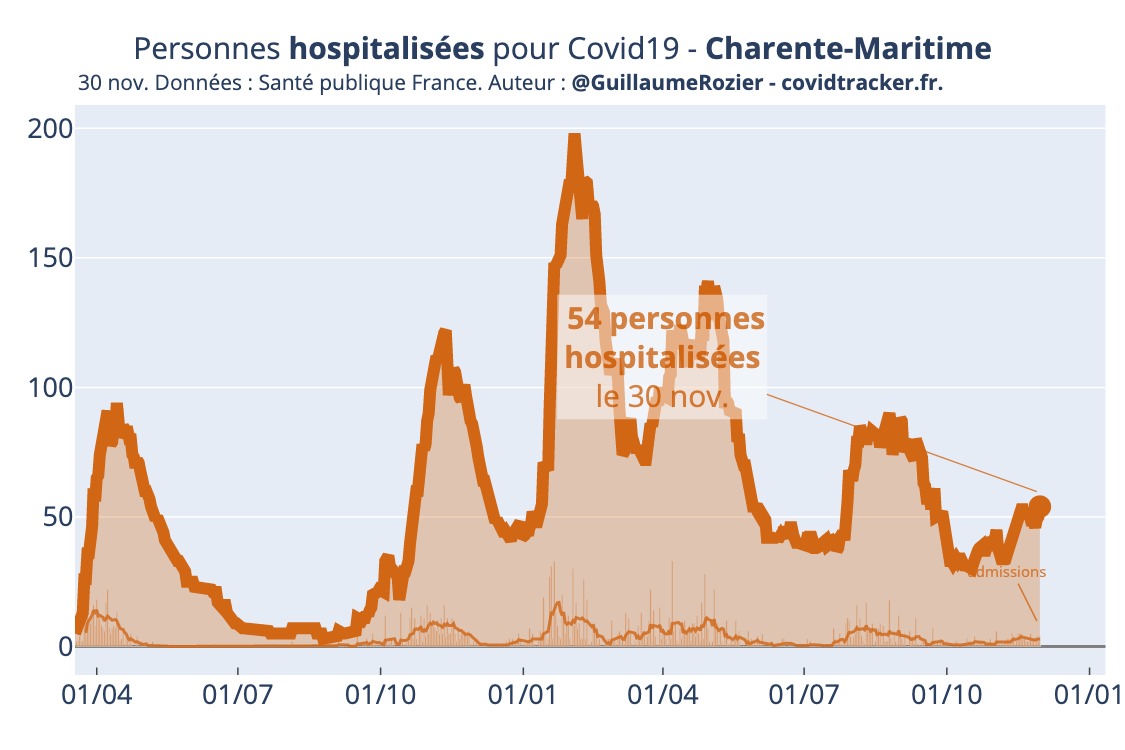 Personnes hospitalisées pour Covid19 - Charente-Maritime
30 nov. Données : Santé publique France. Auteur : @GuillaumeRozier - covidtracker.fr.
200
150
100
50
0
54 personnes
hospitalisées
le 30 nov.
admissions
01/04 01/07 01/10 01/01 01/04 01/07 01/10 01/01